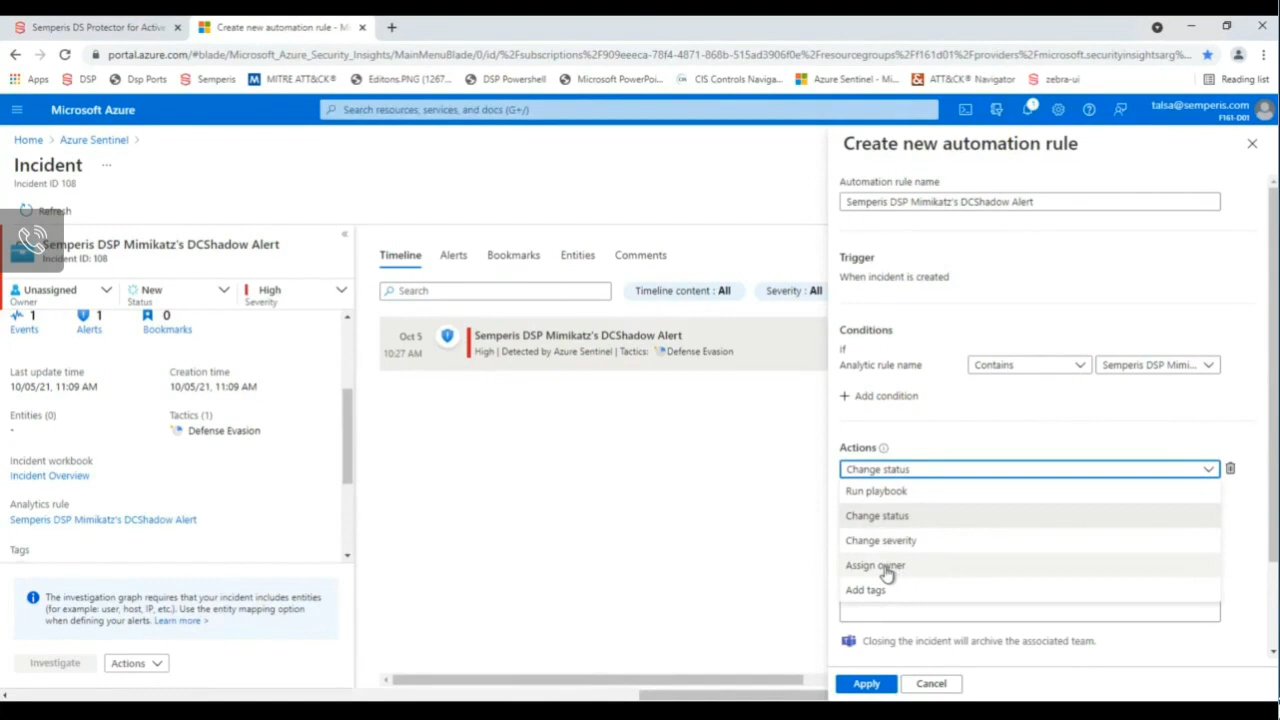 Semperis DS Protector for Active
Create new automation rule - M
portal.azure.com/#blade/Microsoft_Azure_Security_Insights/MainMenuBlade/0/id/%2Fsubscriptions%2F909eeeca-78f4-4871-868b-515ad3906f0e%2Fresourcegroups%2Ff161d01%2Fproviders%2Fmicrosoft.securityinsightsarg%...
Apps DSP Dsp Ports Semperis MITRE ATT&CK® Editons.PNG (1267... DSP Powershell Microsoft PowerPoi... CIS Controls Naviga... Azure Sentinel - Mi... ATT&CK® Navigator zebra-ui Reading list
Microsoft Azure
Search resources, services, and docs (G+/)
1
talsa@semperis.com
F161-D01
Home > Azure Sentinel >
Incident ...
Incident ID 108
Refresh
Semperis DSP Mimikatz's DCShadow Alert
Incident ID: 108
Unassigned New High
Owner Status Severity
1 1 0
Events Alerts Bookmarks
Last update time Creation time
10/05/21, 11:09 AM 10/05/21, 11:09 AM
Entities (0) Tactics (1)
- Defense Evasion
Incident workbook
Incident Overview
Analytics rule
Semperis DSP Mimikatz's DCShadow Alert
Tags
The investigation graph requires that your incident includes entities
(for example: user, host, IP, etc.). Use the entity mapping option
when defining your alerts. Learn more >
Investigate Actions
Timeline Alerts Bookmarks Entities Comments
Search Timeline content : All Severity : All
Oct 5 Semperis DSP Mimikatz's DCShadow Alert
10:27 AM High | Detected by Azure Sentinel | Tactics: Defense Evasion
Create new automation rule
Automation rule name
Semperis DSP Mimikatz's DCShadow Alert
Trigger
When incident is created
Conditions
If
Analytic rule name Contains Semperis DSP Mimi...
+ Add condition
Actions
Change status
Run playbook
Change status
Change severity
Assign owner
Add tags
Closing the incident will archive the associated team.
Apply Cancel